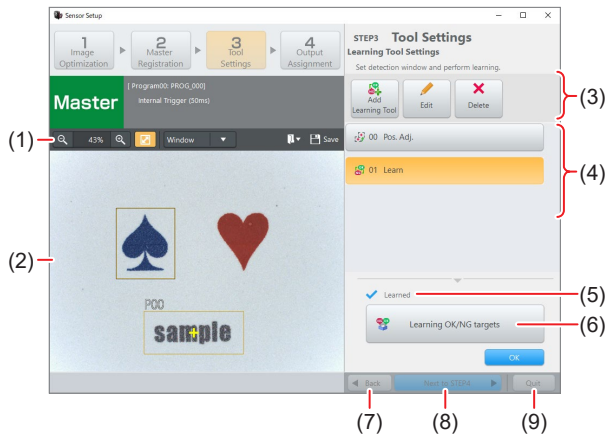 Sensor Setup
1
Image
Optimization
2
Master
Registration
3
Tool
Settings
4
Output
Assignment
STEP3 Tool Settings
Learning Tool Settings
Set detection window and perform learning.
Master
[ Program00: PROG_000)
Internal Trigger (50ms)
Add
Learning Tool
Edit
Delete
(3)
(1)
43%
Window
Save
00 Pos. Adj.
01 Learn
(4)
(2)
P00
sample
Learned
(5)
Learning OK/NG targets
(6)
OK
Back
Next to STEP4
Quit
(7)
(8)
(9)